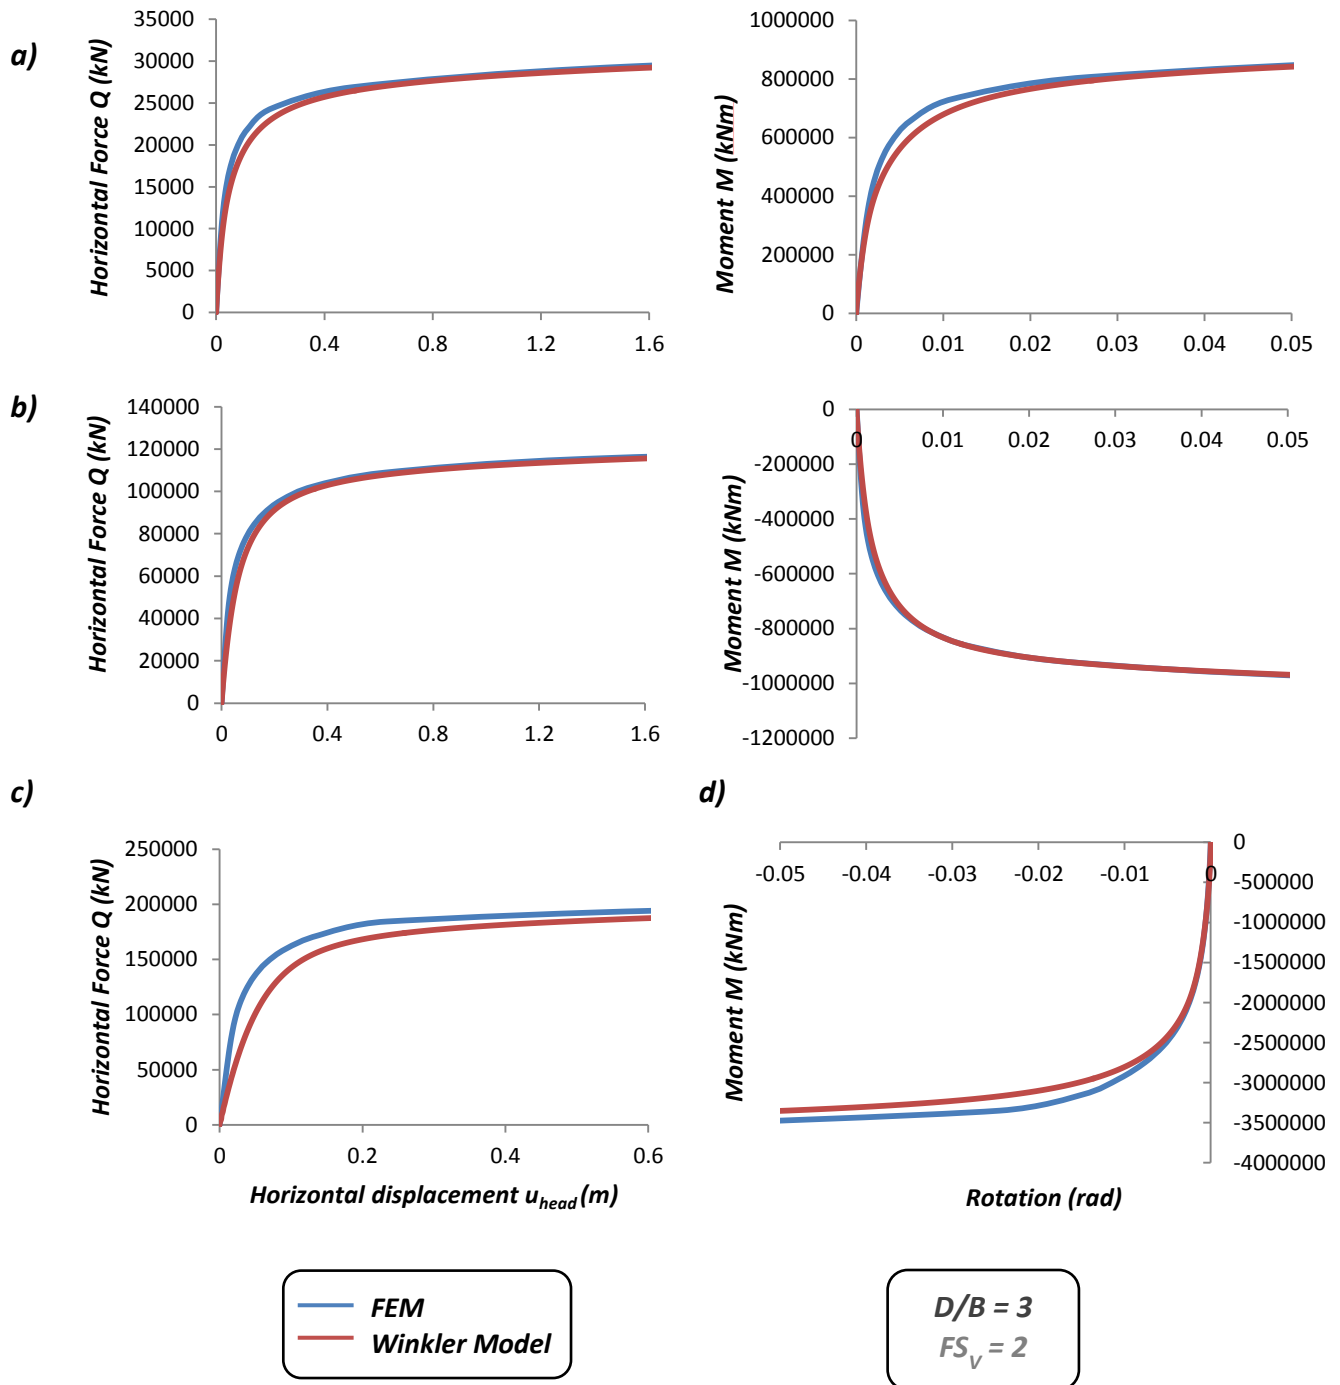 a)
Horizontal Force Q (kN)
35000
30000
25000
20000
15000
10000
5000
0
0 0.4 0.8 1.2 1.6
Moment M (kNm)
1000000
800000
600000
400000
200000
0
0 0.01 0.02 0.03 0.04 0.05
b)
Horizontal Force Q (kN)
140000
120000
100000
80000
60000
40000
20000
0
0 0.4 0.8 1.2 1.6
Moment M (kNm)
0
0 0.01 0.02 0.03 0.04 0.05
-200000
-400000
-600000
-800000
-1000000
-1200000
c)
Horizontal Force Q (kN)
250000
200000
150000
100000
50000
0
0 0.2 0.4 0.6
Horizontal displacement u_head (m)
d)
Moment M (kNm)
0
-0.05 -0.04 -0.03 -0.02 -0.01 0
-500000
-1000000
-1500000
-2000000
-2500000
-3000000
-3500000
-4000000
Rotation (rad)
FEM
Winkler Model
D/B = 3
FS_V = 2